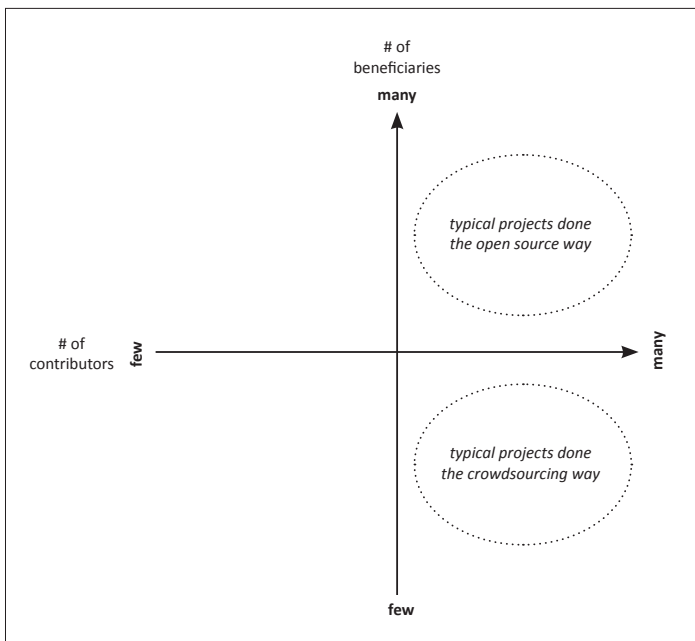 # of
beneficiaries
many
typical projects done
the open source way
# of
contributors
few
many
typical projects done
the crowdsourcing way
few